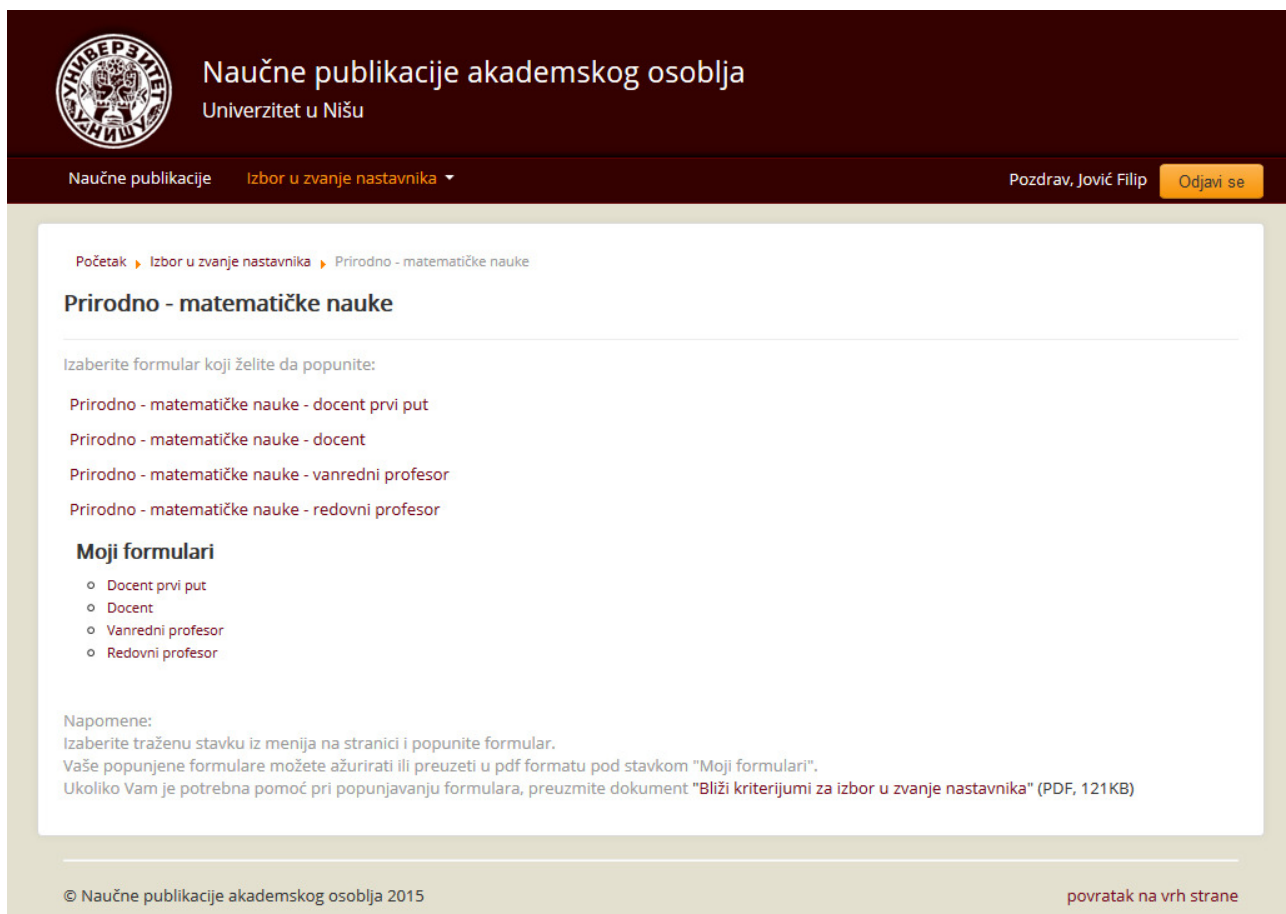 УНИВЕРЗИТЕТ У НИШУ
Naučne publikacije akademskog osoblja
Univerzitet u Nišu
Naučne publikacije Izbor u zvanje nastavnika Pozdrav, Jović Filip Odjavi se
Početak Izbor u zvanje nastavnika Prirodno - matematičke nauke
Prirodno - matematičke nauke
Izaberite formular koji želite da popunite:
Prirodno - matematičke nauke - docent prvi put
Prirodno - matematičke nauke - docent
Prirodno - matematičke nauke - vanredni profesor
Prirodno - matematičke nauke - redovni profesor
Moji formulari
Docent prvi put
Docent
Vanredni profesor
Redovni profesor
Napomene:
Izaberite traženu stavku iz menija na stranici i popunite formular.
Vaše popunjene formulare možete ažurirati ili preuzeti u pdf formatu pod stavkom "Moji formulari".
Ukoliko Vam je potrebna pomoć pri popunjavanju formulara, preuzmite dokument "Bliži kriterijumi za izbor u zvanje nastavnika" (PDF, 121KB)
© Naučne publikacije akademskog osoblja 2015 povratak na vrh strane